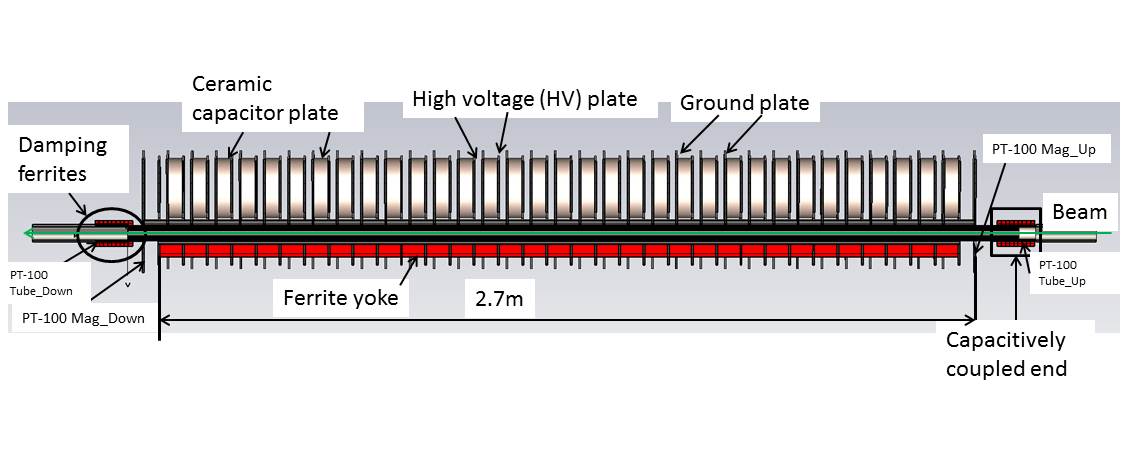 Ceramic
capacitor plate
High voltage (HV) plate
Ground plate
Damping
ferrites
PT-100 Mag_Up
Beam
PT-100
Tube_Down
PT-100
Tube_Up
Ferrite yoke
2.7m
PT-100 Mag_Down
Capacitively
coupled end